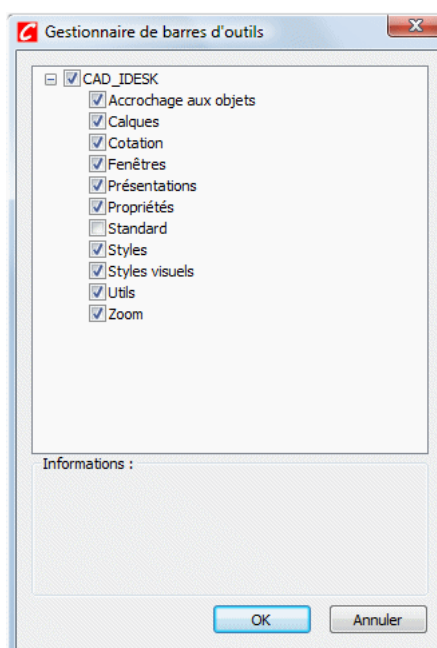 Gestionnaire de barres d'outils
CAD_IDESK
Accrochage aux objets
Calques
Cotation
Fenêtres
Présentations
Propriétés
Standard
Styles
Styles visuels
Utils
Zoom
Informations :
OK Annuler